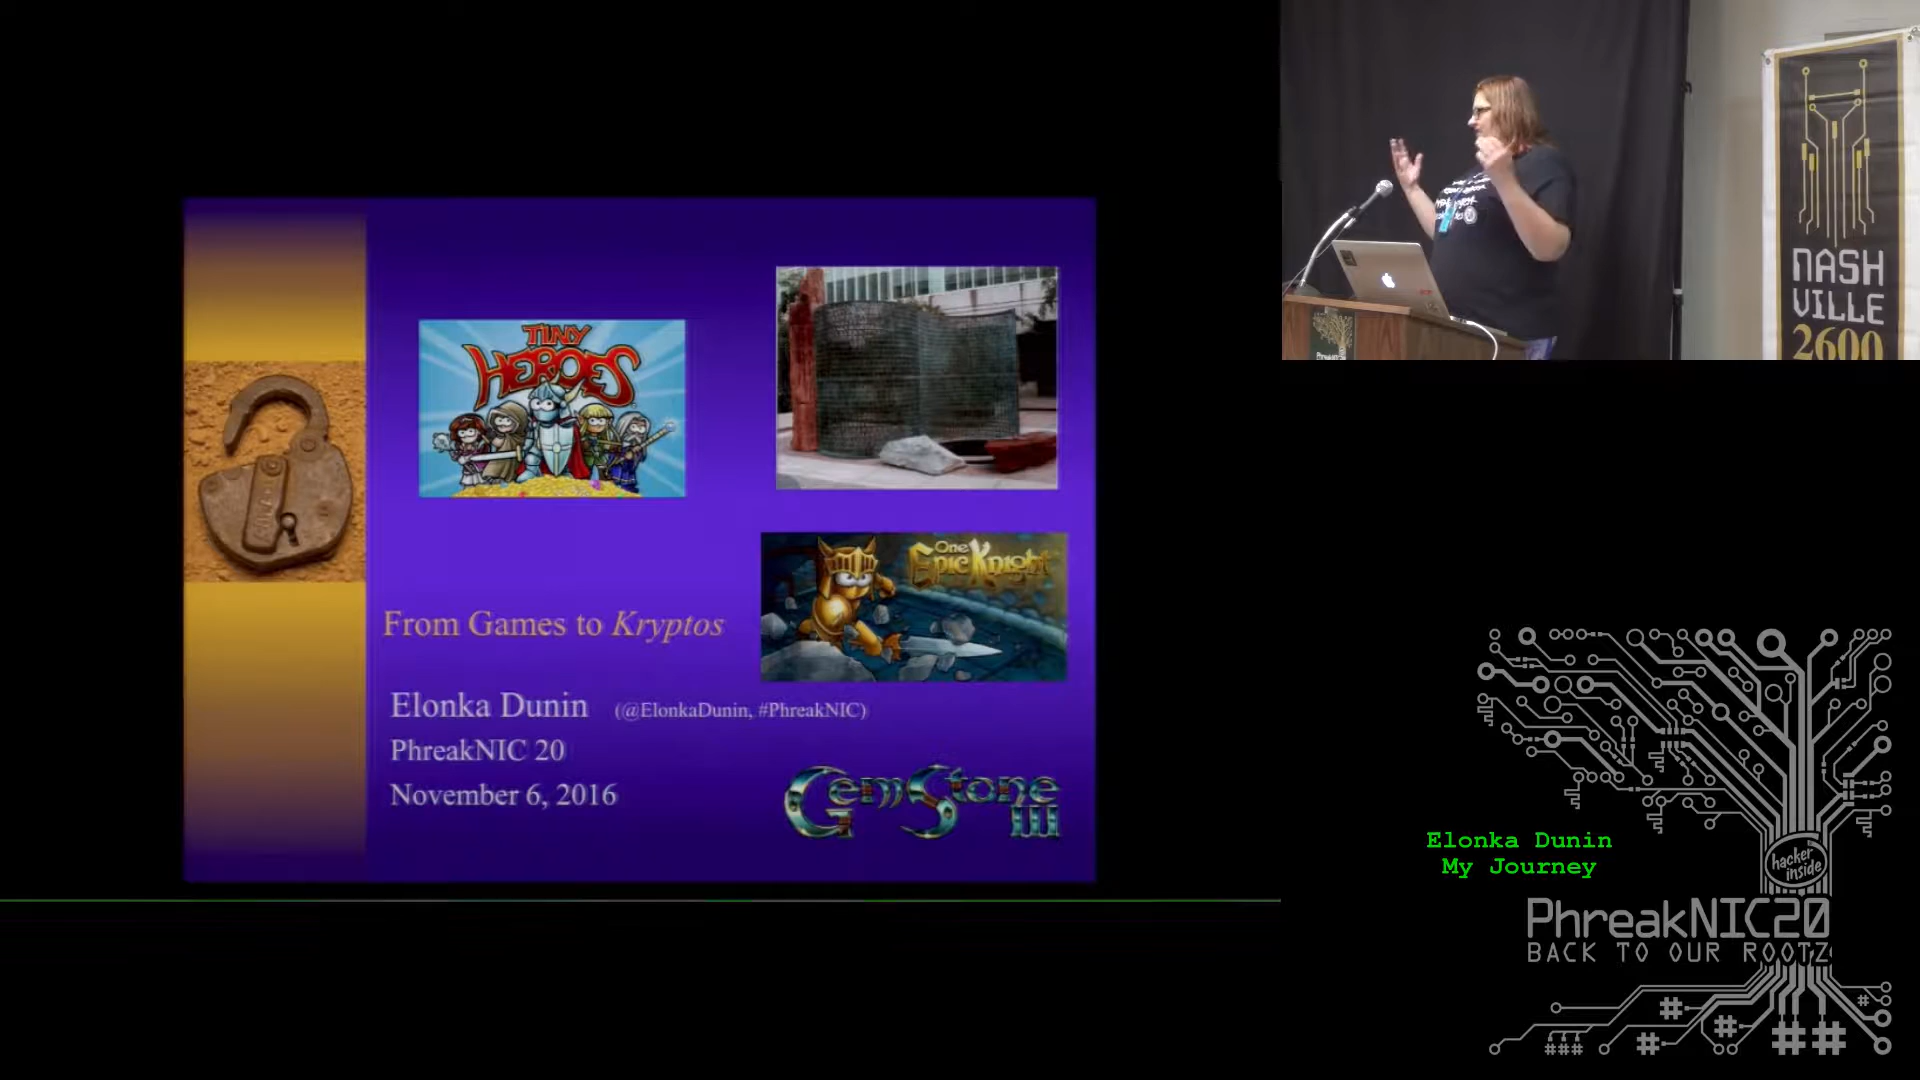 TINY
HEROES
One
Epic Knight
From Games to Kryptos
Elonka Dunin (@ElonkaDunin, #PhreakNIC)
PhreakNIC 20
November 6, 2016
GemStone
III
NASH
VILLE
2600
Elonka Dunin
My Journey
hacker
inside
PhreakNIC20
BACK TO OUR ROOTZ